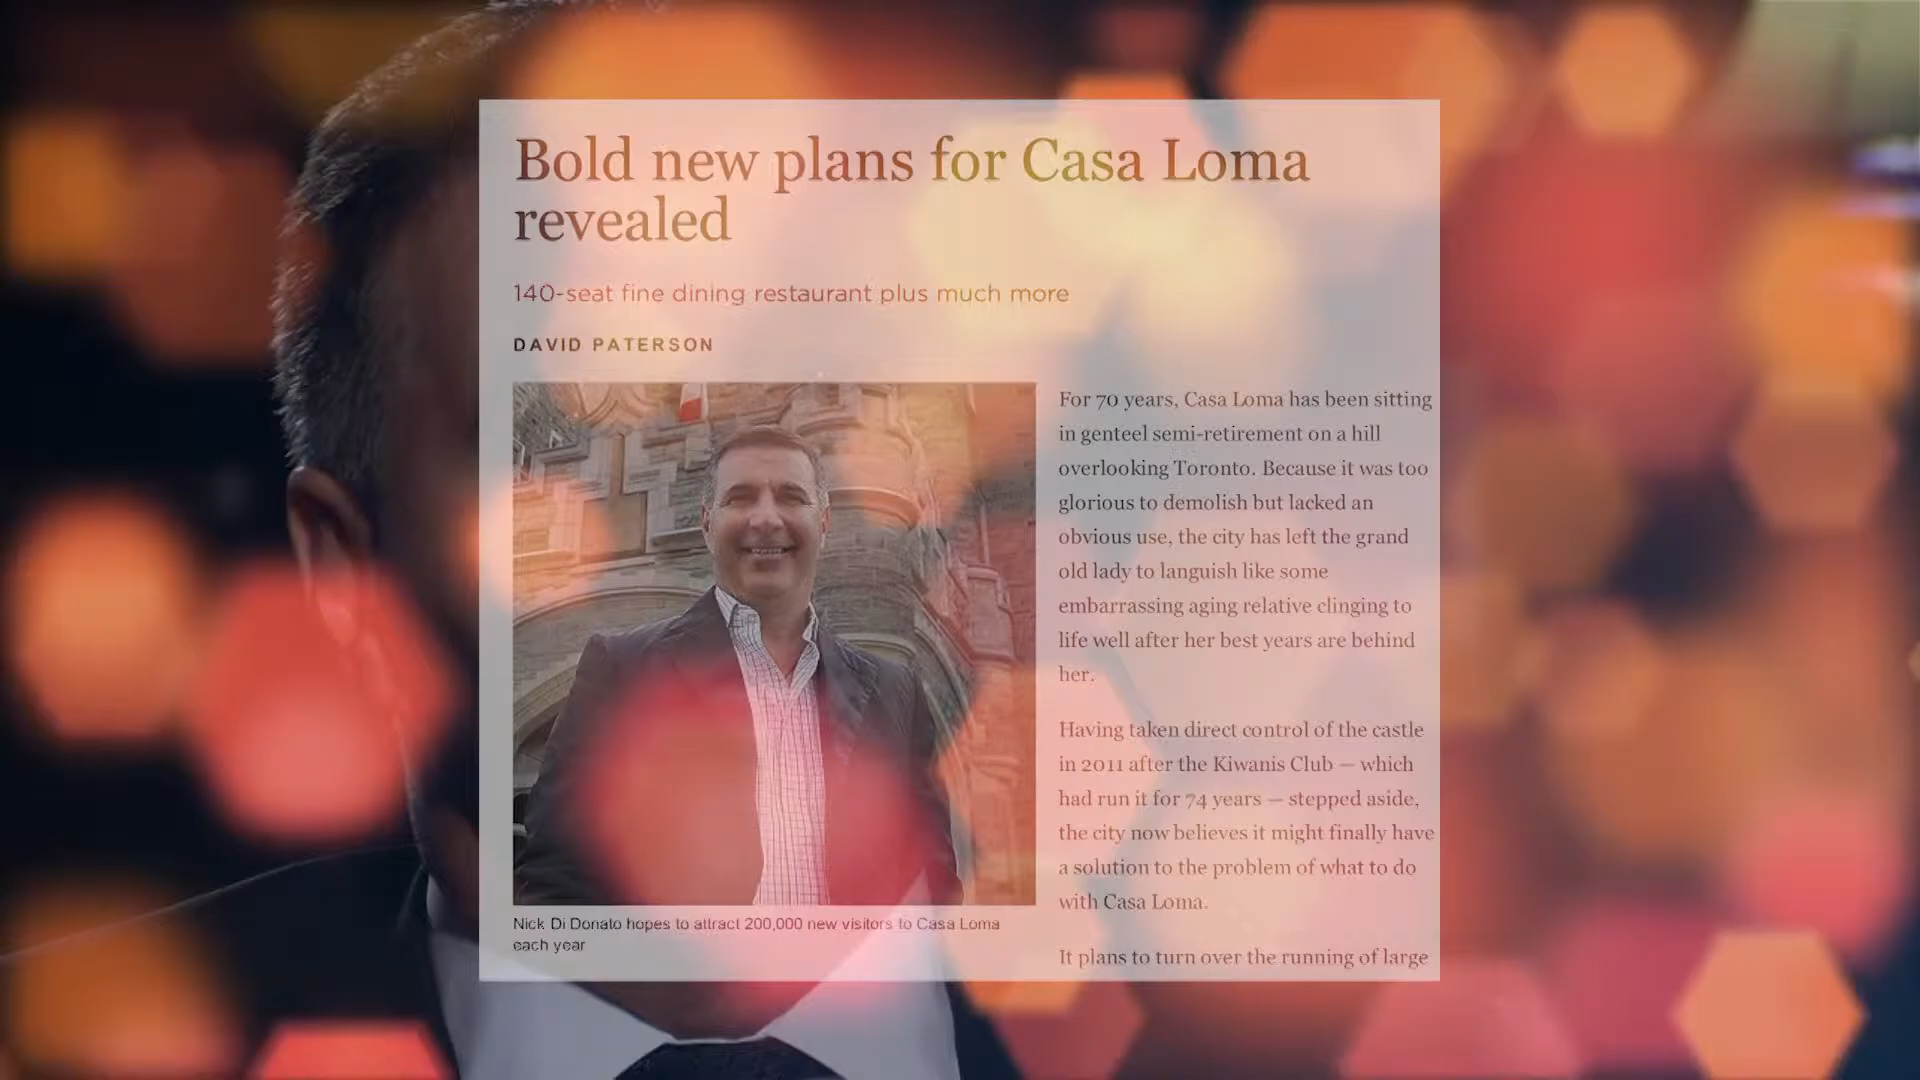 Bold new plans for Casa Loma
revealed
140-seat fine dining restaurant plus much more
DAVID PATERSON
For 70 years, Casa Loma has been sitting
in genteel semi-retirement on a hill
overlooking Toronto. Because it was too
glorious to demolish but lacked an
obvious use, the city has left the grand
old lady to languish like some
embarrassing aging relative clinging to
life well after her best years are behind
her.
Having taken direct control of the castle
in 2011 after the Kiwanis Club — which
had run it for 74 years — stepped aside,
the city now believes it might finally have
a solution to the problem of what to do
with Casa Loma.
It plans to turn over the running of large
Nick Di Donato hopes to attract 200,000 new visitors to Casa Loma
each year